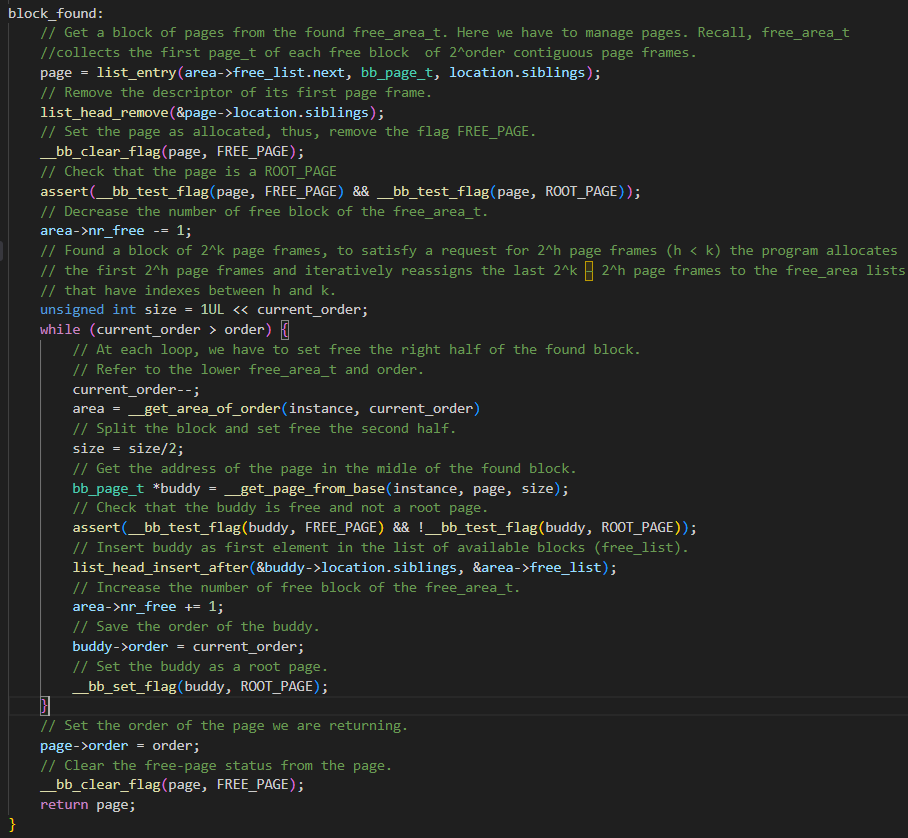 block_found:
// Get a block of pages from the found free_area_t. Here we have to manage pages. Recall, free_area_t
//collects the first page_t of each free block  of 2^order contiguous page frames.
page = list_entry(area->free_list.next, bb_page_t, location.siblings);
// Remove the descriptor of its first page frame.
list_head_remove(&page->location.siblings);
// Set the page as allocated, thus, remove the flag FREE_PAGE.
__bb_clear_flag(page, FREE_PAGE);
// Check that the page is a ROOT_PAGE
assert(__bb_test_flag(page, FREE_PAGE) && __bb_test_flag(page, ROOT_PAGE));
// Decrease the number of free block of the free_area_t.
area->nr_free -= 1;
// Found a block of 2^k page frames, to satisfy a request for 2^h page frames (h < k) the program allocates
// the first 2^h page frames and iteratively reassigns the last 2^k – 2^h page frames to the free_area lists
// that have indexes between h and k.
unsigned int size = 1UL << current_order;
while (current_order > order) {
// At each loop, we have to set free the right half of the found block.
// Refer to the lower free_area_t and order.
current_order--;
area = __get_area_of_order(instance, current_order)
// Split the block and set free the second half.
size = size/2;
// Get the address of the page in the midle of the found block.
bb_page_t *buddy = __get_page_from_base(instance, page, size);
// Check that the buddy is free and not a root page.
assert(__bb_test_flag(buddy, FREE_PAGE) && !__bb_test_flag(buddy, ROOT_PAGE));
// Insert buddy as first element in the list of available blocks (free_list).
list_head_insert_after(&buddy->location.siblings, &area->free_list);
// Increase the number of free block of the free_area_t.
area->nr_free += 1;
// Save the order of the buddy.
buddy->order = current_order;
// Set the buddy as a root page.
__bb_set_flag(buddy, ROOT_PAGE);
}
// Set the order of the page we are returning.
page->order = order;
// Clear the free-page status from the page.
__bb_clear_flag(page, FREE_PAGE);
return page;
}